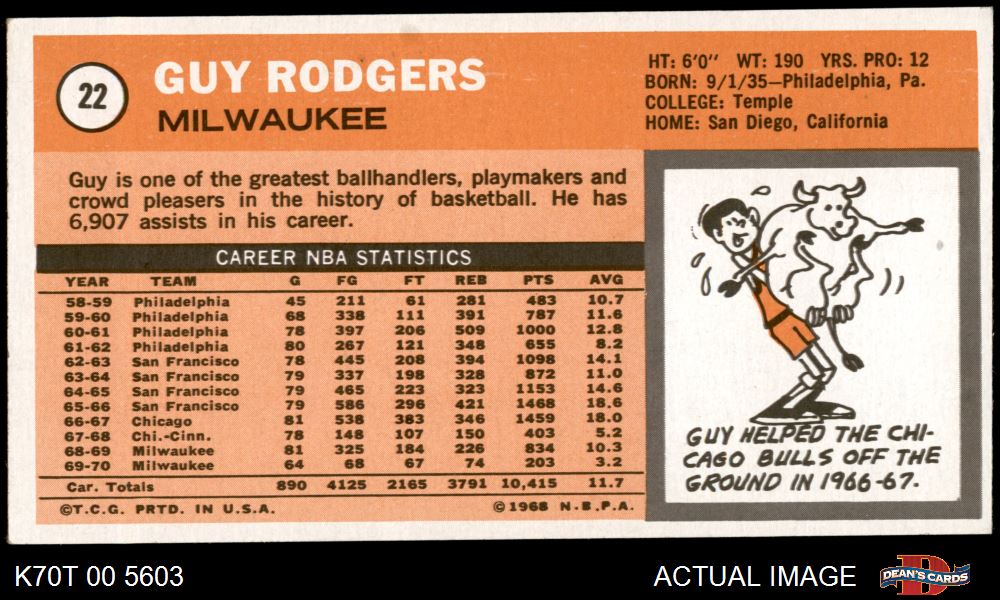 22
GUY RODGERS
MILWAUKEE
HT: 6'0" WT: 190 YRS. PRO: 12
BORN: 9/1/35—Philadelphia, Pa.
COLLEGE: Temple
HOME: San Diego, California
Guy is one of the greatest ballhandlers, playmakers and
crowd pleasers in the history of basketball. He has
6,907 assists in his career.
CAREER NBA STATISTICS
YEAR TEAM G FG FT REB PTS AVG
58-59 Philadelphia 45 211 61 281 483 10.7
59-60 Philadelphia 68 338 111 391 787 11.6
60-61 Philadelphia 78 397 206 509 1000 12.8
61-62 Philadelphia 80 267 121 348 655 8.2
62-63 San Francisco 78 445 208 394 1098 14.1
63-64 San Francisco 79 337 198 328 872 11.0
64-65 San Francisco 79 465 223 323 1153 14.6
65-66 San Francisco 79 586 296 421 1468 18.6
66-67 Chicago 81 538 383 346 1459 18.0
67-68 Chi.-Cinn. 78 148 107 150 403 5.2
68-69 Milwaukee 81 325 184 226 834 10.3
69-70 Milwaukee 64 68 67 74 203 3.2
Car. Totals 890 4125 2165 3791 10,415 11.7
©T.C.G. PRTD. IN U.S.A. ©1968 N.B.P.A.
GUY HELPED THE CHI-
CAGO BULLS OFF THE
GROUND IN 1966-67.
K70T 00 5603 ACTUAL IMAGE D DEAN'S CARDS